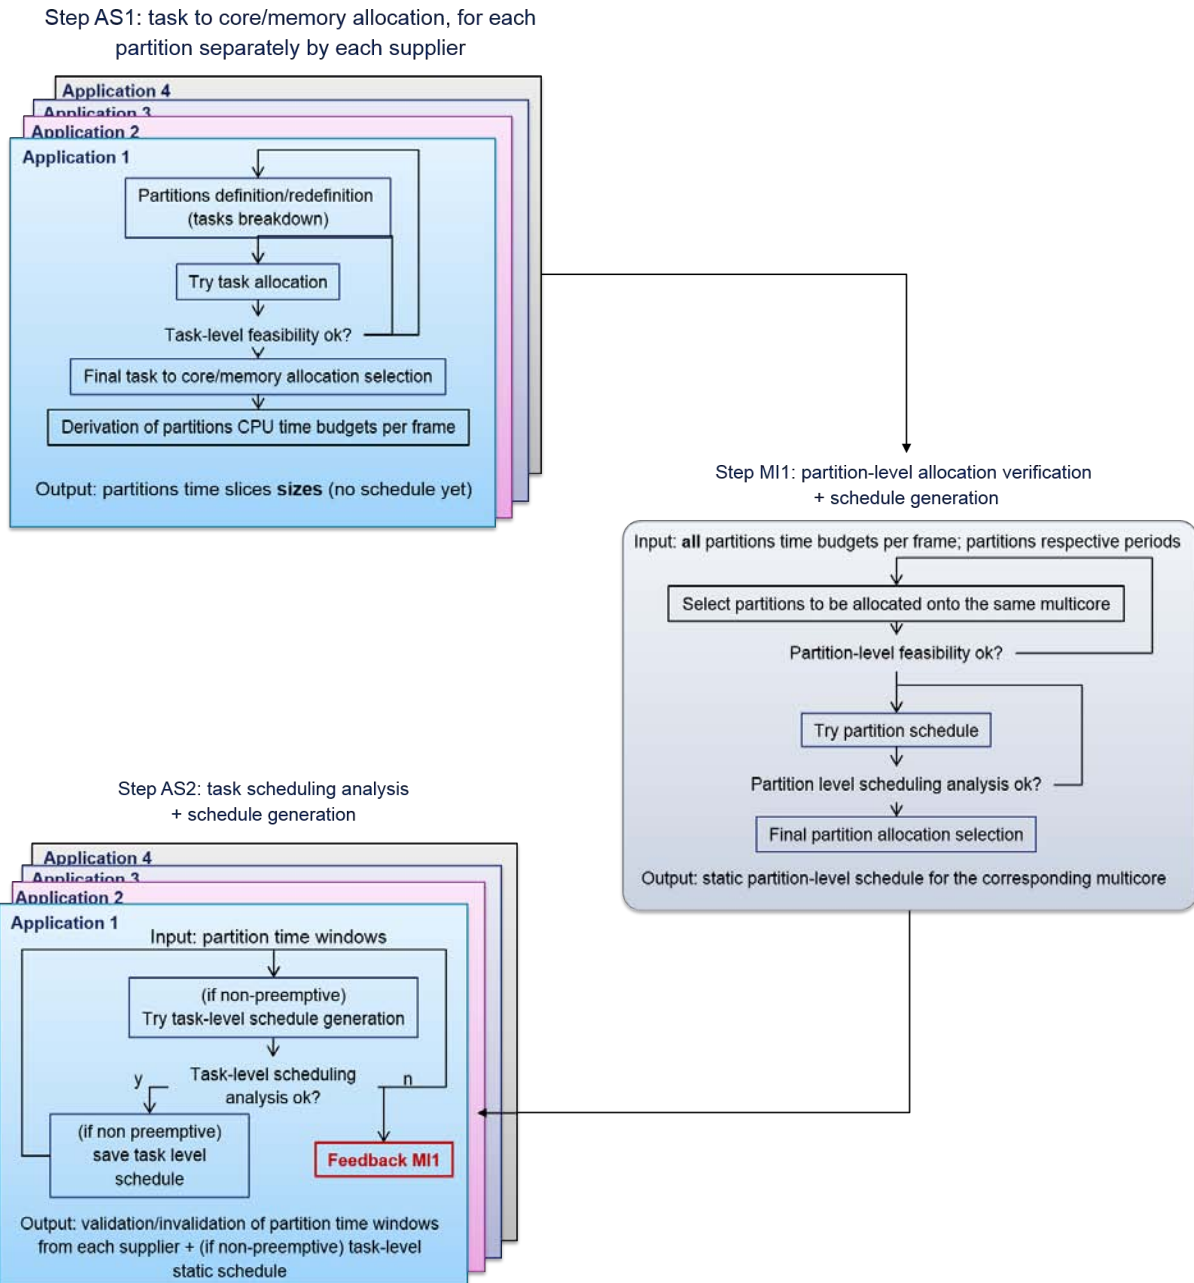 Step AS1: task to core/memory allocation, for each
partition separately by each supplier
Application 4
Application 3
Application 2
Application 1
Partitions definition/redefinition
(tasks breakdown)
Try task allocation
Task-level feasibility ok?
Final task to core/memory allocation selection
Derivation of partitions CPU time budgets per frame
Output: partitions time slices sizes (no schedule yet)
Step MI1: partition-level allocation verification
+ schedule generation
Input: all partitions time budgets per frame; partitions respective periods
Select partitions to be allocated onto the same multicore
Partition-level feasibility ok?
Try partition schedule
Partition level scheduling analysis ok?
Final partition allocation selection
Output: static partition-level schedule for the corresponding multicore
Step AS2: task scheduling analysis
+ schedule generation
Application 4
Application 3
Application 2
Application 1
Input: partition time windows
(if non-preemptive)
Try task-level schedule generation
Task-level scheduling
analysis ok?
y
n
(if non preemptive)
save task level
schedule
Feedback MI1
Output: validation/invalidation of partition time windows
from each supplier + (if non-preemptive) task-level
static schedule